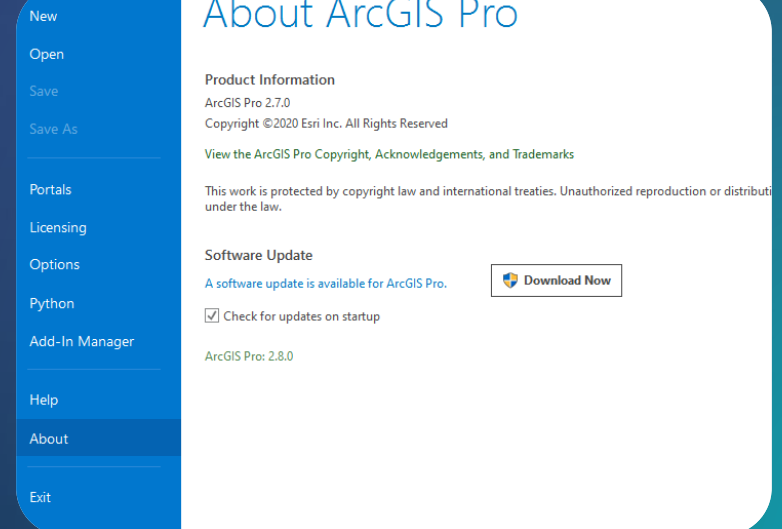 New
Open
Save
Save As
Portals
Licensing
Options
Python
Add-In Manager
Help
About
Exit
About ArcGIS Pro
Product Information
ArcGIS Pro 2.7.0
Copyright ©2020 Esri Inc. All Rights Reserved
View the ArcGIS Pro Copyright, Acknowledgements, and Trademarks
This work is protected by copyright law and international treaties. Unauthorized reproduction or distributi
under the law.
Software Update
A software update is available for ArcGIS Pro.
Download Now
Check for updates on startup
ArcGIS Pro: 2.8.0